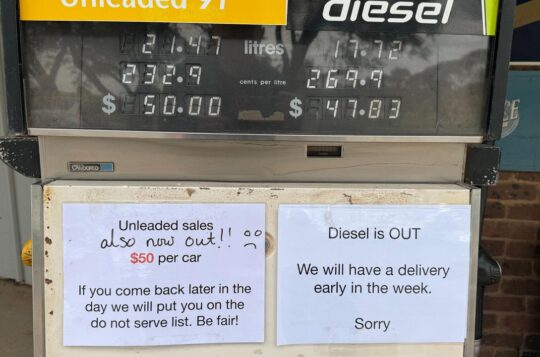 Unleaded 91
diesel
21.47 litres 17.72
232.9 cents per litre 269.9
$ 50.00 $ 47.83
Unleaded sales
also now out!!
$50 per car
If you come back later in the
day we will put you on the
do not serve list. Be fair!
Diesel is OUT
We will have a delivery
early in the week.
Sorry